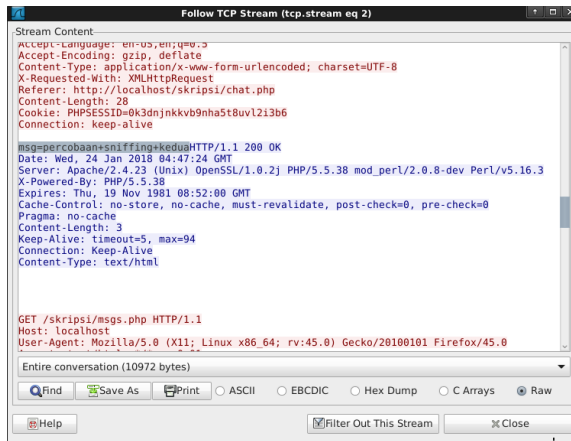 Follow TCP Stream (tcp.stream eq 2)
Stream Content
Accept-Language: en-US,en;q=0.5
Accept-Encoding: gzip, deflate
Content-Type: application/x-www-form-urlencoded; charset=UTF-8
X-Requested-With: XMLHttpRequest
Referer: http://localhost/skripsi/chat.php
Content-Length: 28
Cookie: PHPSESSID=0k3dnjnkkvb9nha5t8uvl2i3b6
Connection: keep-alive
msg=percobaan+sniffing+keduaHTTP/1.1 200 OK
Date: Wed, 24 Jan 2018 04:47:24 GMT
Server: Apache/2.4.23 (Unix) OpenSSL/1.0.2j PHP/5.5.38 mod_perl/2.0.8-dev Perl/v5.16.3
X-Powered-By: PHP/5.5.38
Expires: Thu, 19 Nov 1981 08:52:00 GMT
Cache-Control: no-store, no-cache, must-revalidate, post-check=0, pre-check=0
Pragma: no-cache
Content-Length: 3
Keep-Alive: timeout=5, max=94
Connection: Keep-Alive
Content-Type: text/html
GET /skripsi/msgs.php HTTP/1.1
Host: localhost
User-Agent: Mozilla/5.0 (X11; Linux x86_64; rv:45.0) Gecko/20100101 Firefox/45.0
Entire conversation (10972 bytes)
Find Save As Print ASCII EBCDIC Hex Dump C Arrays Raw
Help Filter Out This Stream Close